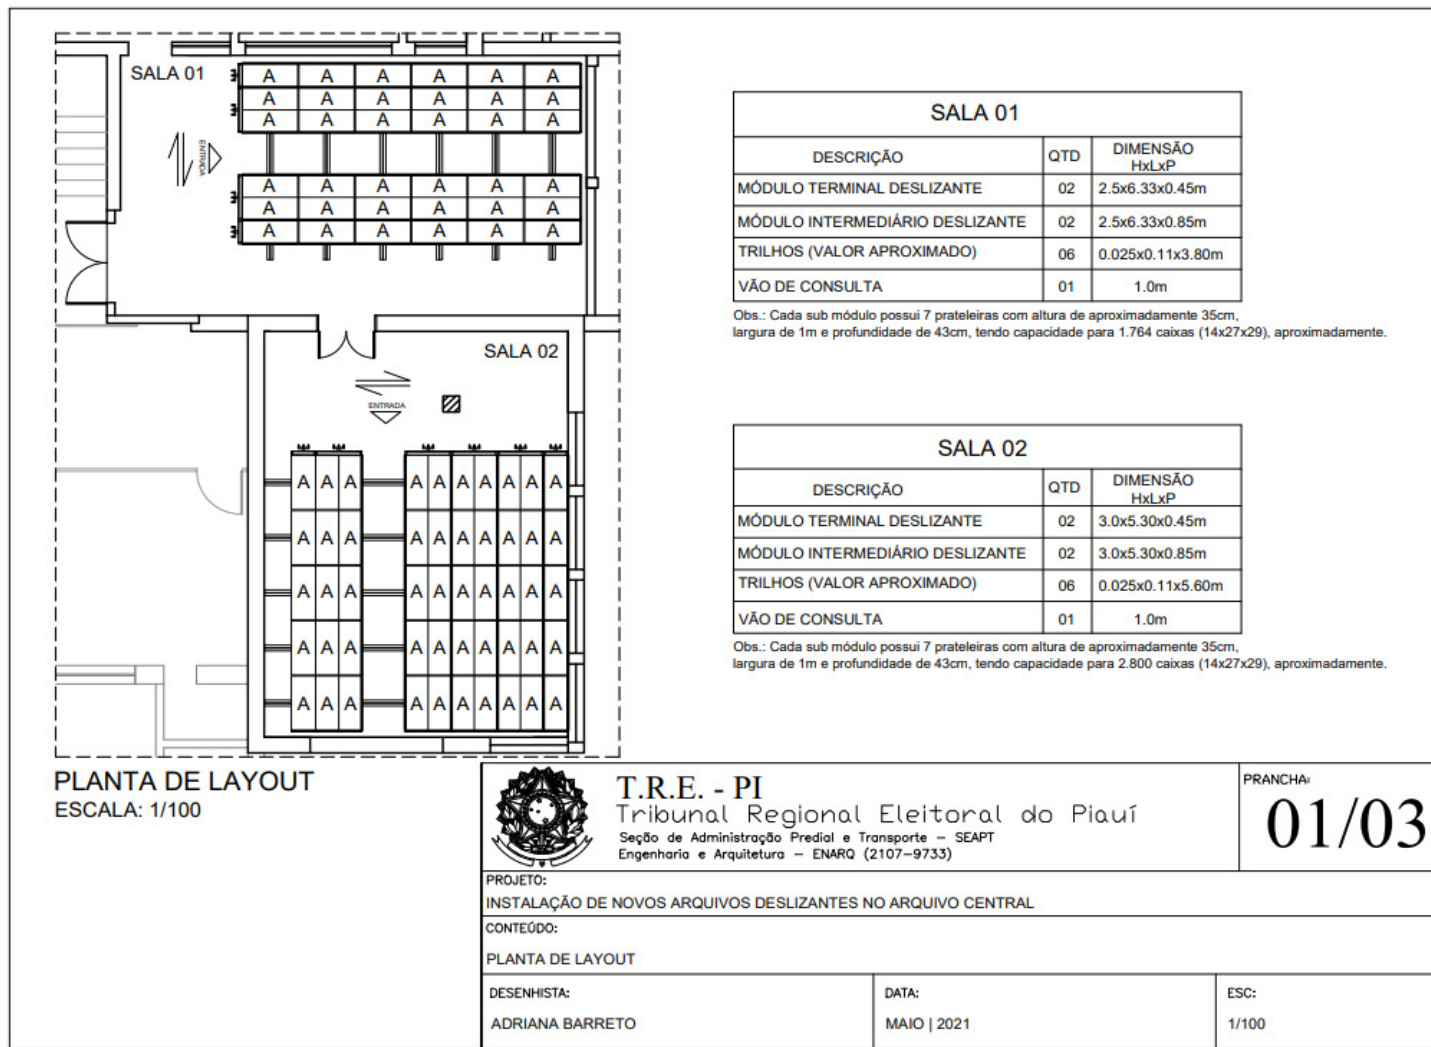 SALA 01
A A A A A A
A A A A A A
A A A A A A
ENTRADA
A A A A A A
A A A A A A
A A A A A A
SALA 02
ENTRADA
A A A A A A A A A A
A A A A A A A A A A
A A A A A A A A A A
A A A A A A A A A A
A A A A A A A A A A
PLANTA DE LAYOUT
ESCALA: 1/100
SALA 01
DESCRIÇÃO QTD DIMENSÃO HxLxP
MÓDULO TERMINAL DESLIZANTE 02 2.5x6.33x0.45m
MÓDULO INTERMEDIÁRIO DESLIZANTE 02 2.5x6.33x0.85m
TRILHOS (VALOR APROXIMADO) 06 0.025x0.11x3.80m
VÃO DE CONSULTA 01 1.0m
Obs.: Cada sub módulo possui 7 prateleiras com altura de aproximadamente 35cm,
largura de 1m e profundidade de 43cm, tendo capacidade para 1.764 caixas (14x27x29), aproximadamente.
SALA 02
DESCRIÇÃO QTD DIMENSÃO HxLxP
MÓDULO TERMINAL DESLIZANTE 02 3.0x5.30x0.45m
MÓDULO INTERMEDIÁRIO DESLIZANTE 02 3.0x5.30x0.85m
TRILHOS (VALOR APROXIMADO) 06 0.025x0.11x5.60m
VÃO DE CONSULTA 01 1.0m
Obs.: Cada sub módulo possui 7 prateleiras com altura de aproximadamente 35cm,
largura de 1m e profundidade de 43cm, tendo capacidade para 2.800 caixas (14x27x29), aproximadamente.
T.R.E. - PI
Tribunal Regional Eleitoral do Piauí
Seção de Administração Predial e Transporte – SEAPT
Engenharia e Arquitetura – ENARQ (2107–9733)
PRANCHA:
01/03
PROJETO:
INSTALAÇÃO DE NOVOS ARQUIVOS DESLIZANTES NO ARQUIVO CENTRAL
CONTEÚDO:
PLANTA DE LAYOUT
DESENHISTA:
ADRIANA BARRETO
DATA:
MAIO | 2021
ESC:
1/100